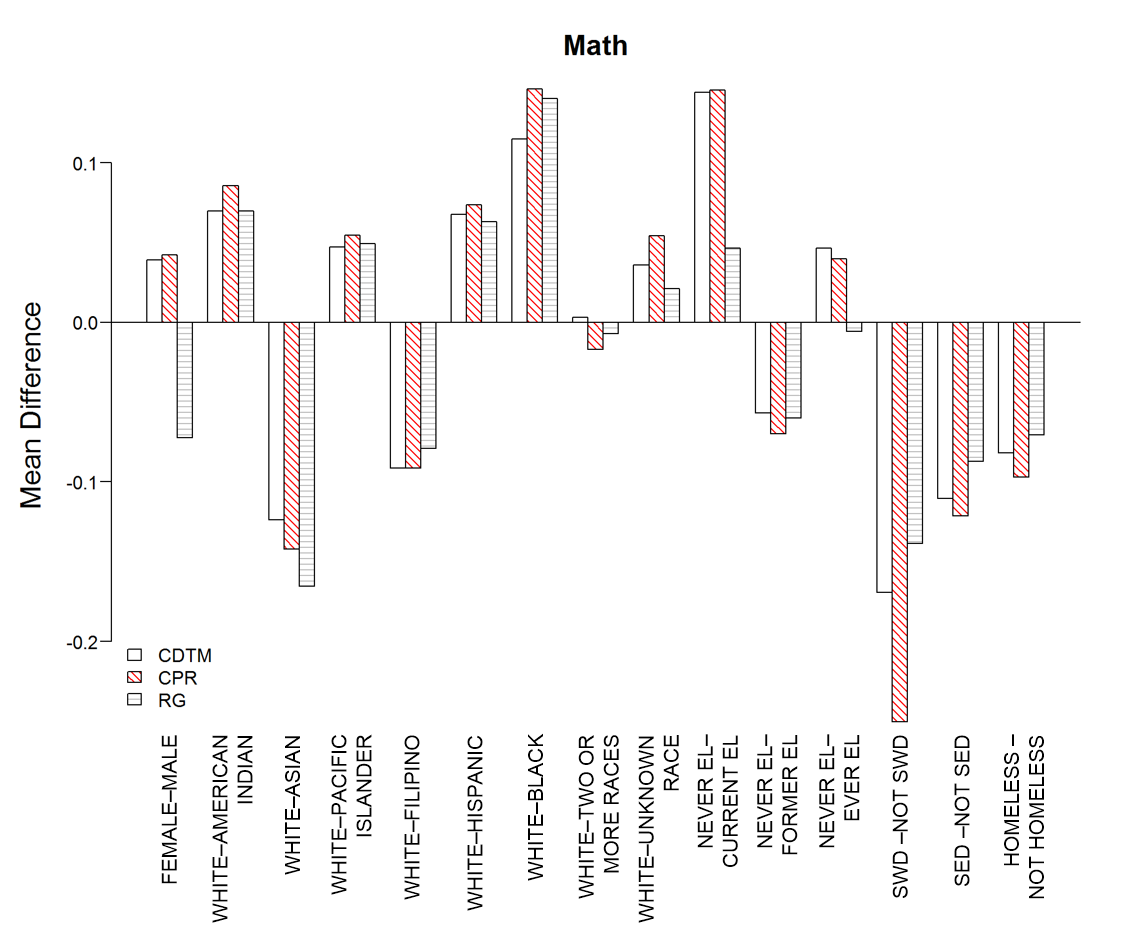 Math
Mean Difference
0.1
0.0
-0.1
-0.2
CDTM
CPR
RG
FEMALE–MALE
WHITE–AMERICAN
INDIAN
WHITE–ASIAN
WHITE–PACIFIC
ISLANDER
WHITE–FILIPINO
WHITE–HISPANIC
WHITE–BLACK
WHITE–TWO OR
MORE RACES
WHITE–UNKNOWN
RACE
NEVER EL–
CURRENT EL
NEVER EL–
FORMER EL
NEVER EL–
EVER EL
SWD –NOT SWD
SED –NOT SED
HOMELESS –
NOT HOMELESS